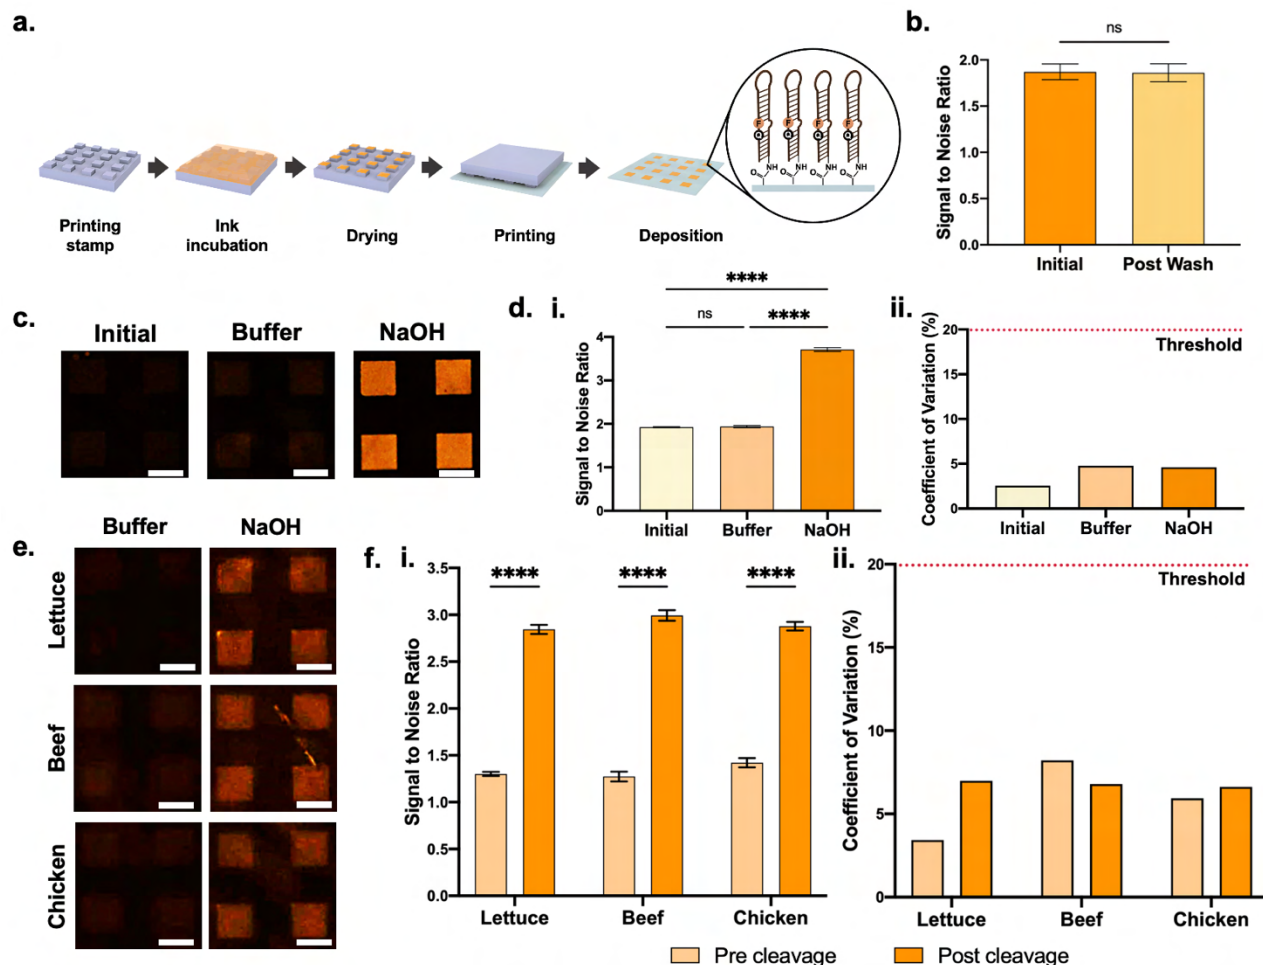 a.
Printing
stamp
Ink
incubation
Drying
Printing
Deposition
F F F F
Q Q Q Q
O NH O NH O NH O NH
b.
ns
Signal to Noise Ratio
2.0
1.5
1.0
0.5
0.0
Initial Post Wash
c.
Initial Buffer NaOH
d. i.
****
ns ****
Signal to Noise Ratio
4
3
2
1
0
Initial Buffer NaOH
ii.
Coefficient of Variation (%)
20
15
10
5
0
Threshold
Initial Buffer NaOH
e.
Buffer NaOH
Lettuce
Beef
Chicken
f. i.
**** **** ****
Signal to Noise Ratio
3.5
3.0
2.5
2.0
1.5
1.0
0.5
0.0
Lettuce Beef Chicken
ii.
Coefficient of Variation (%)
20
15
10
5
0
Threshold
Lettuce Beef Chicken
Pre cleavage Post cleavage